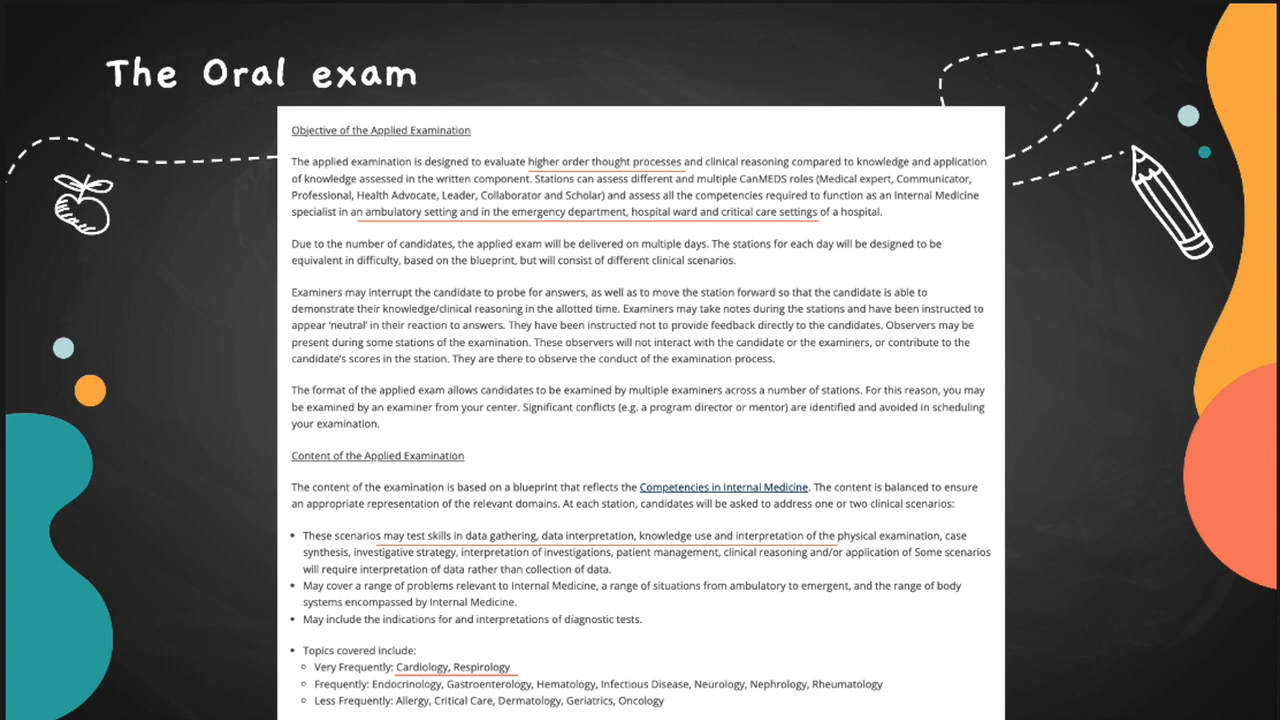 The Oral exam
Objective of the Applied Examination
The applied examination is designed to evaluate higher order thought processes and clinical reasoning compared to knowledge and application
of knowledge assessed in the written component. Stations can assess different and multiple CanMEDS roles (Medical expert, Communicator,
Professional, Health Advocate, Leader, Collaborator and Scholar) and assess all the competencies required to function as an Internal Medicine
specialist in an ambulatory setting and in the emergency department, hospital ward and critical care settings of a hospital.
Due to the number of candidates, the applied exam will be delivered on multiple days. The stations for each day will be designed to be
equivalent in difficulty, based on the blueprint, but will consist of different clinical scenarios.
Examiners may interrupt the candidate to probe for answers, as well as to move the station forward so that the candidate is able to
demonstrate their knowledge/clinical reasoning in the allotted time. Examiners may take notes during the stations and have been instructed to
appear ‘neutral’ in their reaction to answers. They have been instructed not to provide feedback directly to the candidates. Observers may be
present during some stations of the examination. These observers will not interact with the candidate or the examiners, or contribute to the
candidate’s scores in the station. They are there to observe the conduct of the examination process.
The format of the applied exam allows candidates to be examined by multiple examiners across a number of stations. For this reason, you may
be examined by an examiner from your center. Significant conflicts (e.g. a program director or mentor) are identified and avoided in scheduling
your examination.
Content of the Applied Examination
The content of the examination is based on a blueprint that reflects the Competencies in Internal Medicine. The content is balanced to ensure
an appropriate representation of the relevant domains. At each station, candidates will be asked to address one or two clinical scenarios:
• These scenarios may test skills in data gathering, data interpretation, knowledge use and interpretation of the physical examination, case
synthesis, investigative strategy, interpretation of investigations, patient management, clinical reasoning and/or application of Some scenarios
will require interpretation of data rather than collection of data.
• May cover a range of problems relevant to Internal Medicine, a range of situations from ambulatory to emergent, and the range of body
systems encompassed by Internal Medicine.
• May include the indications for and interpretations of diagnostic tests.
• Topics covered include:
○ Very Frequently: Cardiology, Respirology
○ Frequently: Endocrinology, Gastroenterology, Hematology, Infectious Disease, Neurology, Nephrology, Rheumatology
○ Less Frequently: Allergy, Critical Care, Dermatology, Geriatrics, Oncology